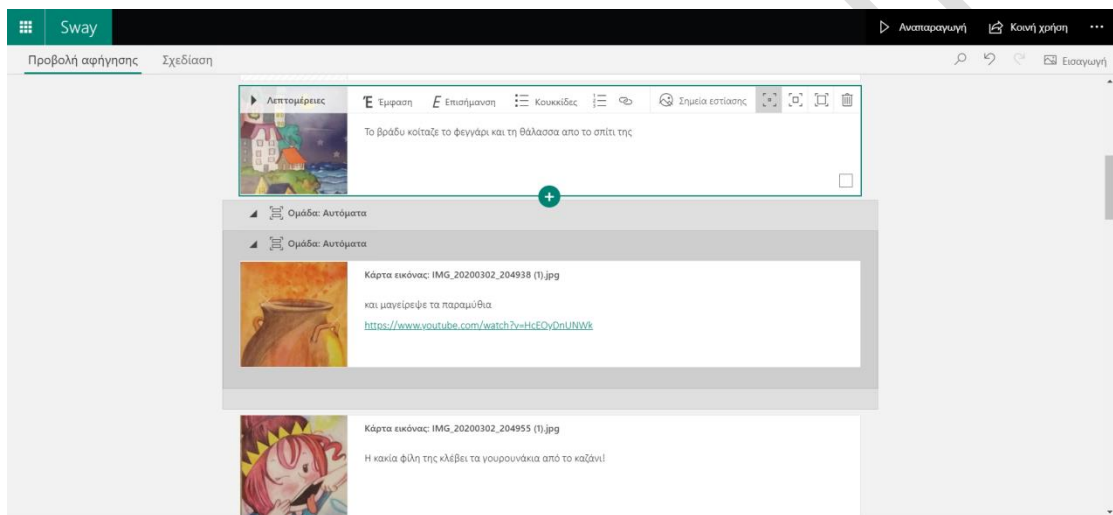 Sway
Αναπαραγωγή Κοινή χρήση ...
Προβολή αφήγησης Σχεδίαση Εισαγωγή
Λεπτομέρειες Έμφαση Επισήμανση Κουκκίδες Σημεία εστίασης
Το βράδυ κοίταζε το φεγγάρι και τη θάλασσα απο το σπίτι της
Ομάδα: Αυτόματα
Ομάδα: Αυτόματα
Κάρτα εικόνας: IMG_20200302_204938 (1).jpg
και μαγείρεψε τα παραμύθια
https://www.youtube.com/watch?v=HcEOyDnUNWk
Κάρτα εικόνας: IMG_20200302_204955 (1).jpg
Η κακία φίλη της κλέβει τα γουρουνάκια από το καζάνι!